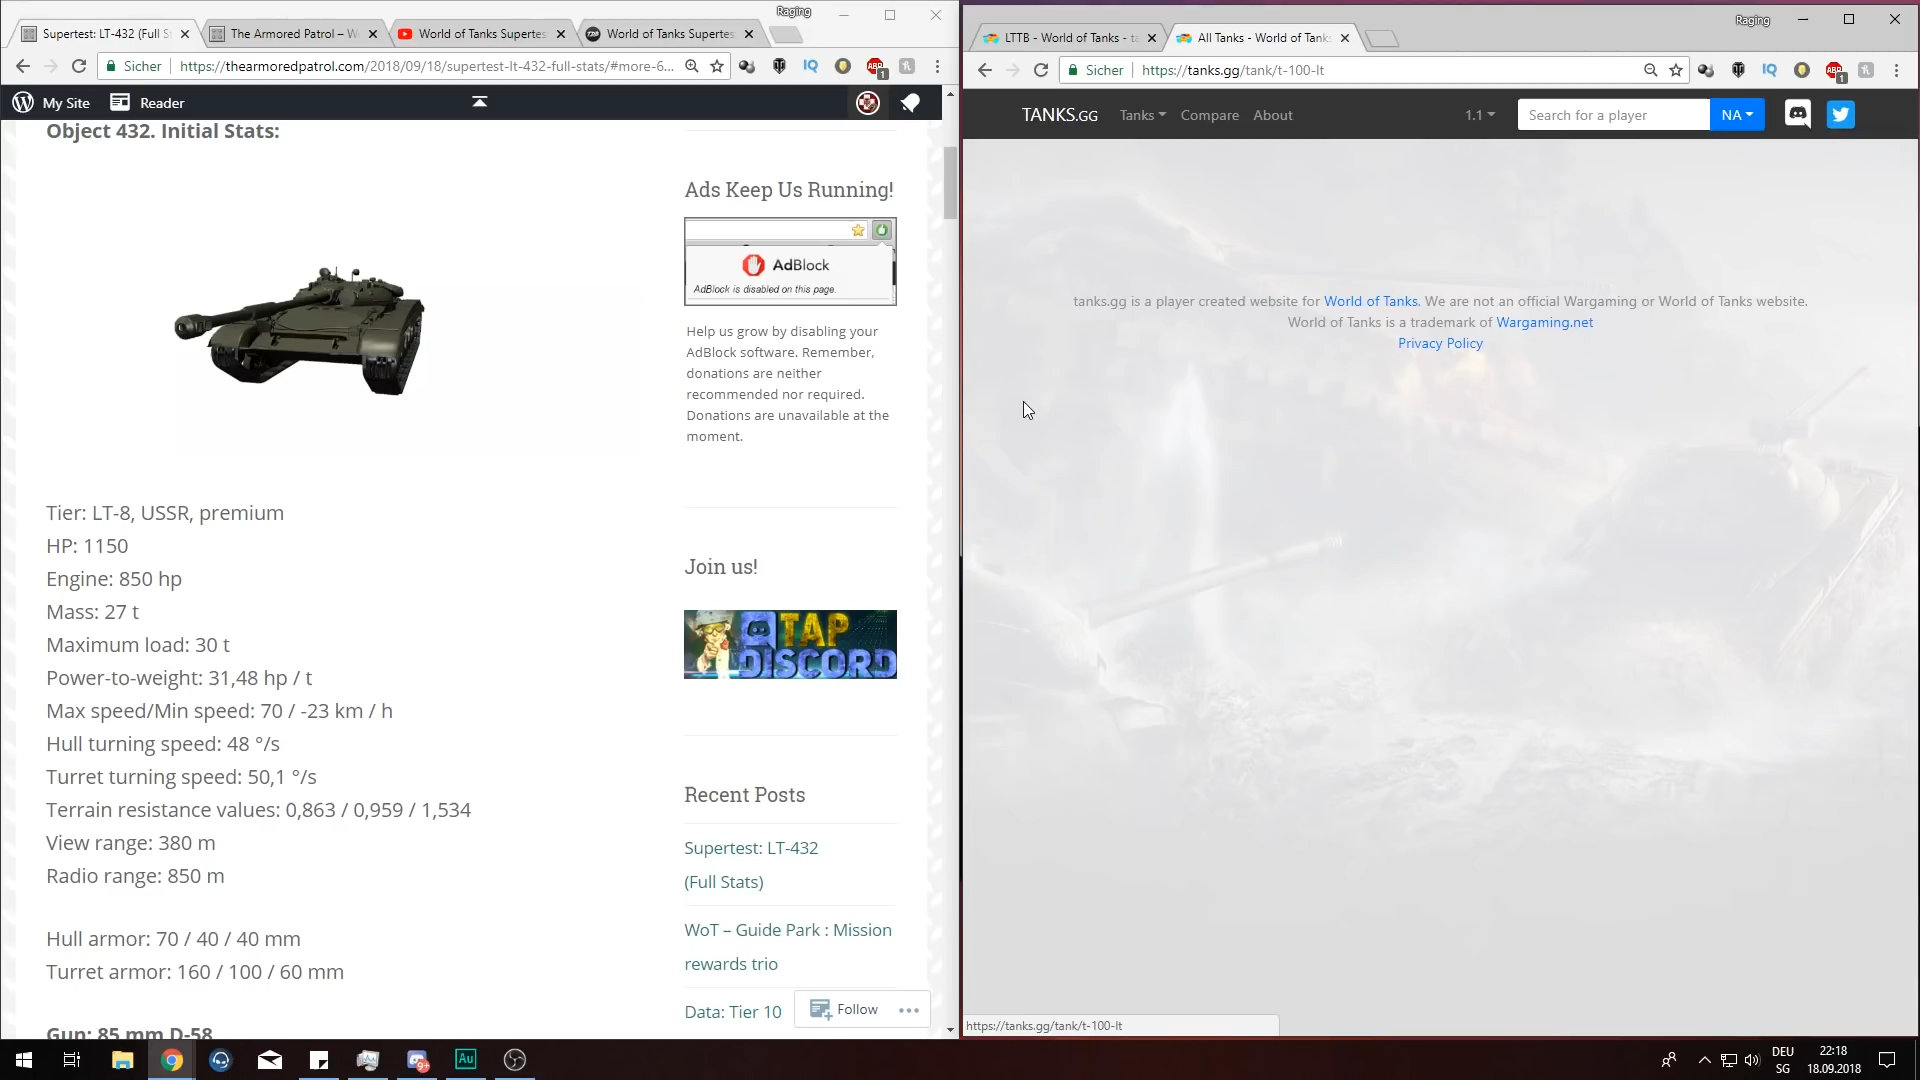 Raging
Supertest: LT-432 (Full S
The Armored Patrol – W
World of Tanks Supertes
World of Tanks Supertes
Sicher
https://thearmoredpatrol.com/2018/09/18/supertest-lt-432-full-stats/#more-6...
My Site
Reader
Object 432. Initial Stats:
Tier: LT-8, USSR, premium
HP: 1150
Engine: 850 hp
Mass: 27 t
Maximum load: 30 t
Power-to-weight: 31,48 hp / t
Max speed/Min speed: 70 / -23 km / h
Hull turning speed: 48 °/s
Turret turning speed: 50,1 °/s
Terrain resistance values: 0,863 / 0,959 / 1,534
View range: 380 m
Radio range: 850 m
Hull armor: 70 / 40 / 40 mm
Turret armor: 160 / 100 / 60 mm
Gun: 85 mm D-58
Ads Keep Us Running!
AdBlock
AdBlock is disabled on this page.
Help us grow by disabling your
AdBlock software. Remember,
donations are neither
recommended nor required.
Donations are unavailable at the
moment.
Join us!
TAP
DISCORD
Recent Posts
Supertest: LT-432
(Full Stats)
WoT – Guide Park : Mission
rewards trio
Data: Tier 10
Follow
Raging
LTTB - World of Tanks - ta
All Tanks - World of Tanks
Sicher
https://tanks.gg/tank/t-100-lt
TANKS.GG
Tanks
Compare
About
1.1
Search for a player
NA
tanks.gg is a player created website for World of Tanks. We are not an official Wargaming or World of Tanks website.
World of Tanks is a trademark of Wargaming.net
Privacy Policy
https://tanks.gg/tank/t-100-lt
Au
DEU
SG
22:18
18.09.2018